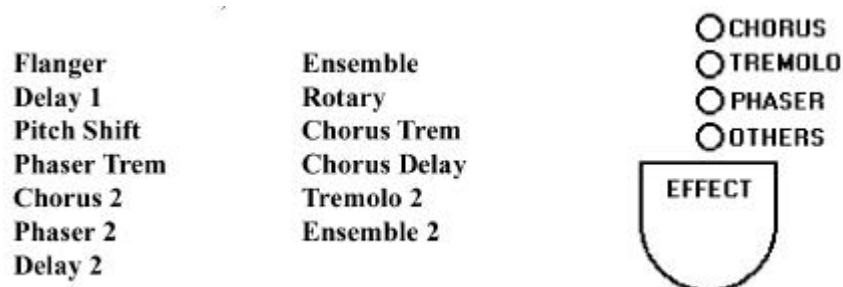 Flanger
Delay 1
Pitch Shift
Phaser Trem
Chorus 2
Phaser 2
Delay 2
Ensemble
Rotary
Chorus Trem
Chorus Delay
Tremolo 2
Ensemble 2
CHORUS
TREMOLO
PHASER
OTHERS
EFFECT